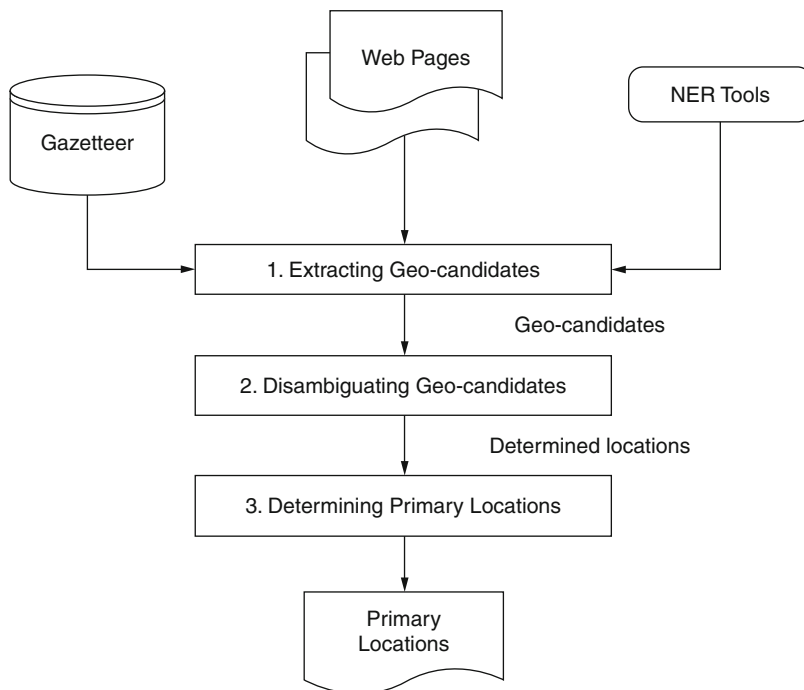 Web Pages
Gazetteer
NER Tools
1. Extracting Geo-candidates
Geo-candidates
2. Disambiguating Geo-candidates
Determined locations
3. Determining Primary Locations
Primary
Locations